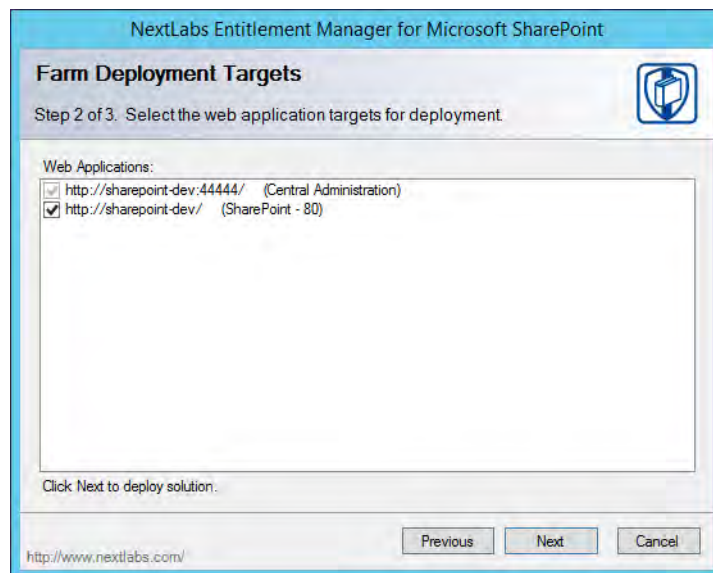 NextLabs Entitlement Manager for Microsoft SharePoint
Farm Deployment Targets
Step 2 of 3. Select the web application targets for deployment.
Web Applications:
http://sharepoint-dev:44444/ (Central Administration)
http://sharepoint-dev/ (SharePoint - 80)
Click Next to deploy solution.
Previous Next Cancel
http://www.nextlabs.com/